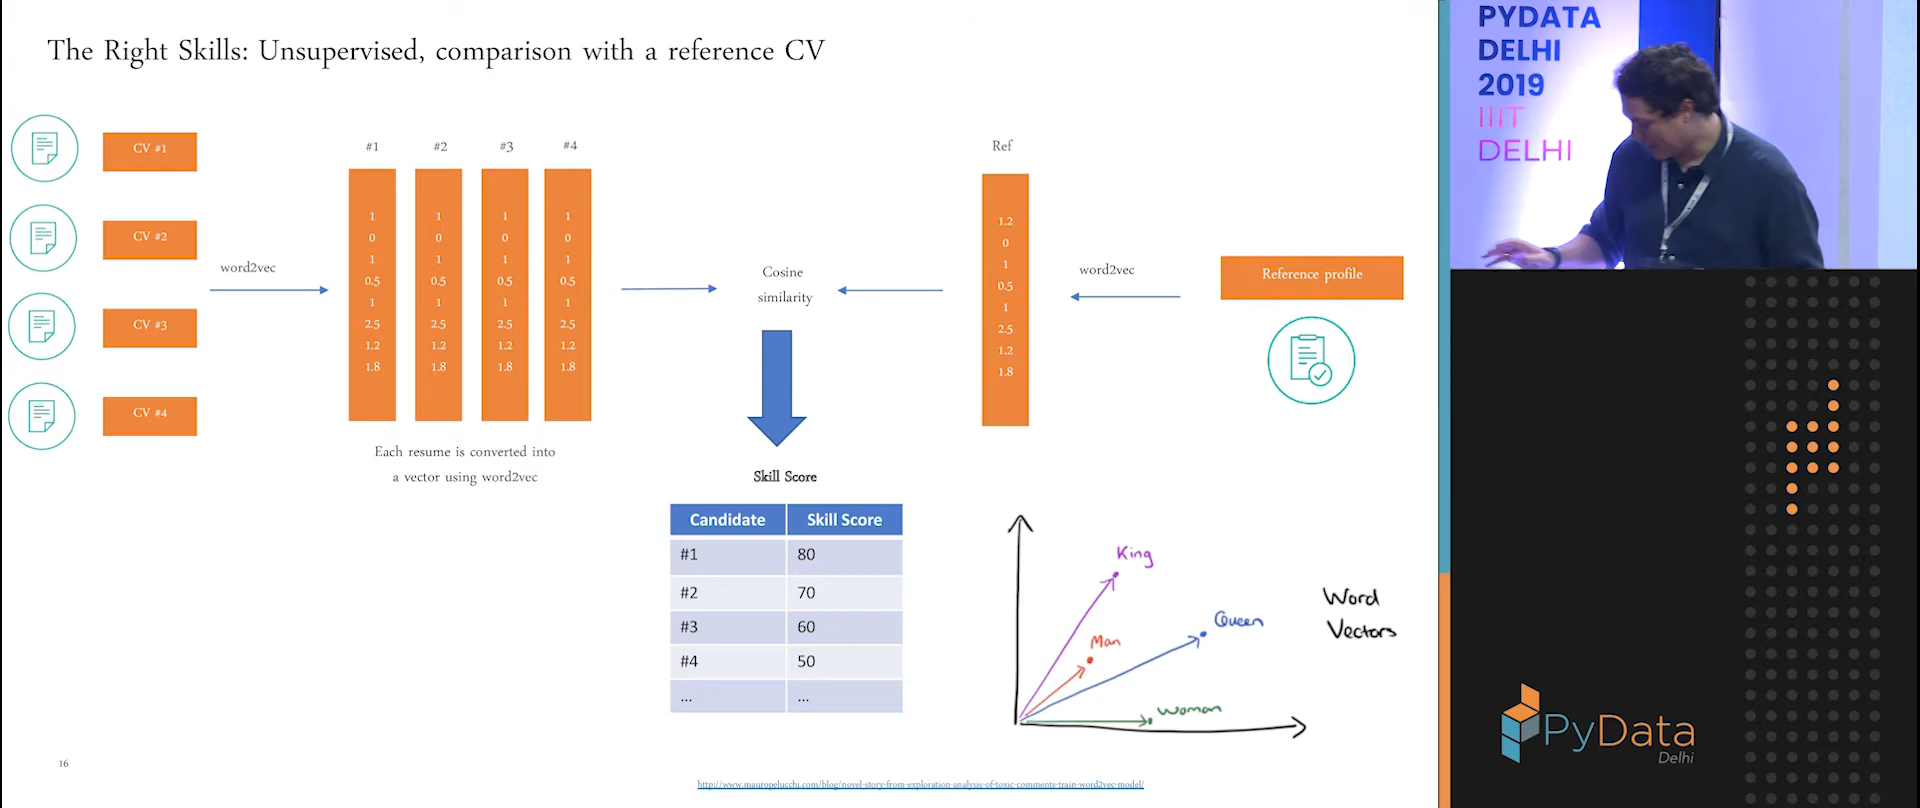 The Right Skills: Unsupervised, comparison with a reference CV
CV #1
CV #2
CV #3
CV #4
word2vec
#1
#2
#3
#4
1
0
1
0.5
1
2.5
1.2
1.8
1
0
1
0.5
1
2.5
1.2
1.8
1
0
1
0.5
1
2.5
1.2
1.8
1
0
1
0.5
1
2.5
1.2
1.8
Each resume is converted into
a vector using word2vec
Cosine
similarity
Ref
1.2
0
1
0.5
1
2.5
1.2
1.8
word2vec
Reference profile
Skill Score
Candidate Skill Score
#1 80
#2 70
#3 60
#4 50
... ...
King
Man
Queen
Woman
Word
Vectors
16
http://www.mauropelucchi.com/blog/novel-story-from-exploration-analysis-of-toxic-comments-train-word2vec-model/
PYDATA
DELHI
2019
IIIT
DELHI
PyData
Delhi